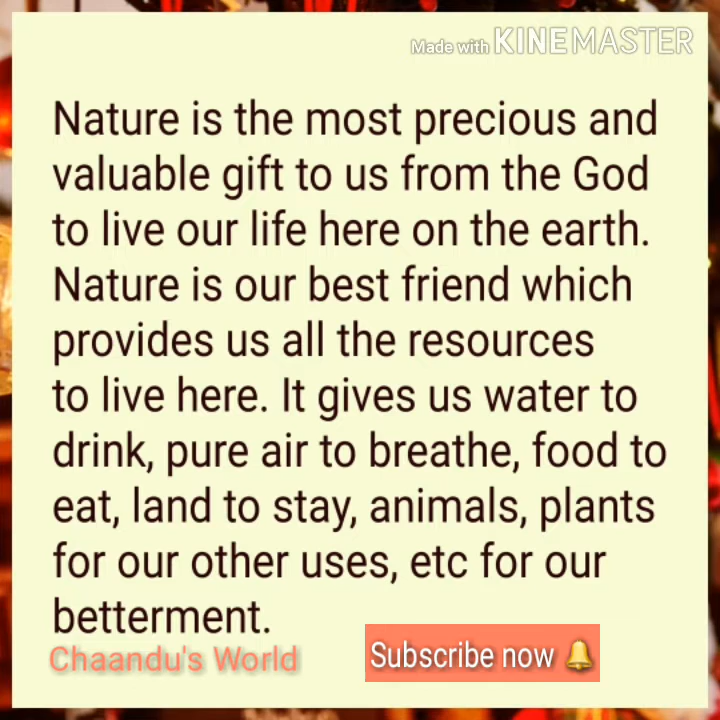 Made with KINEMASTER
Nature is the most precious and
valuable gift to us from the God
to live our life here on the earth.
Nature is our best friend which
provides us all the resources
to live here. It gives us water to
drink, pure air to breathe, food to
eat, land to stay, animals, plants
for our other uses, etc for our
betterment.
Chaandu's World
Subscribe now 🔔